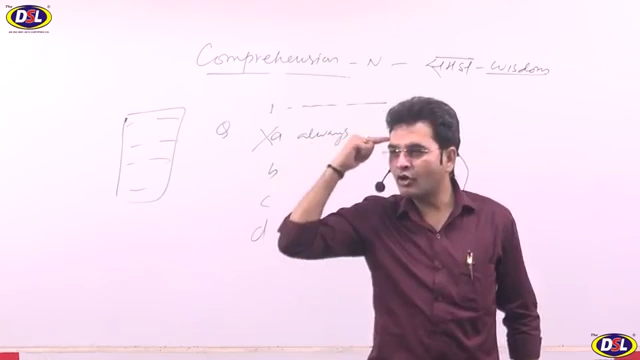 DSL
Comprehension - N - समझ - wisdom
1 -
Q
a always
b
c
d
DSL